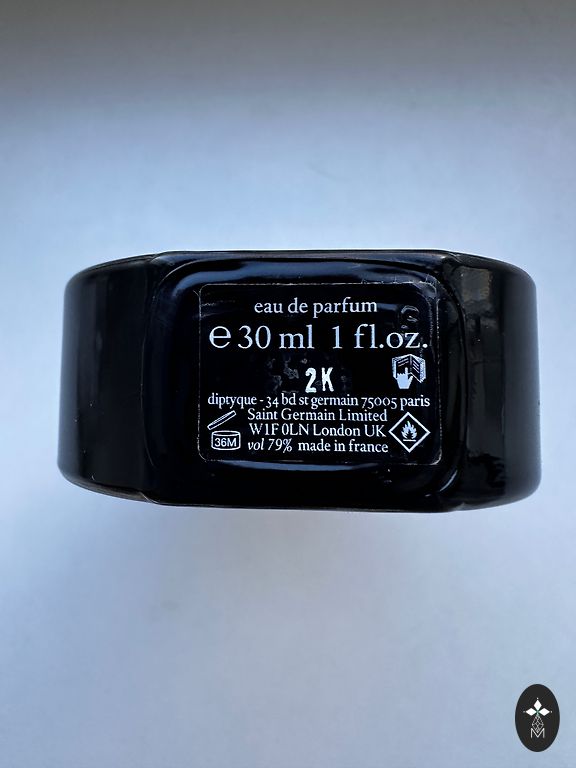 eau de parfum
℮ 30 ml 1 fl.oz.
2K
diptyque - 34 bd st germain 75005 paris
Saint Germain Limited
W1F 0LN London UK
36M
vol 79% made in france
M